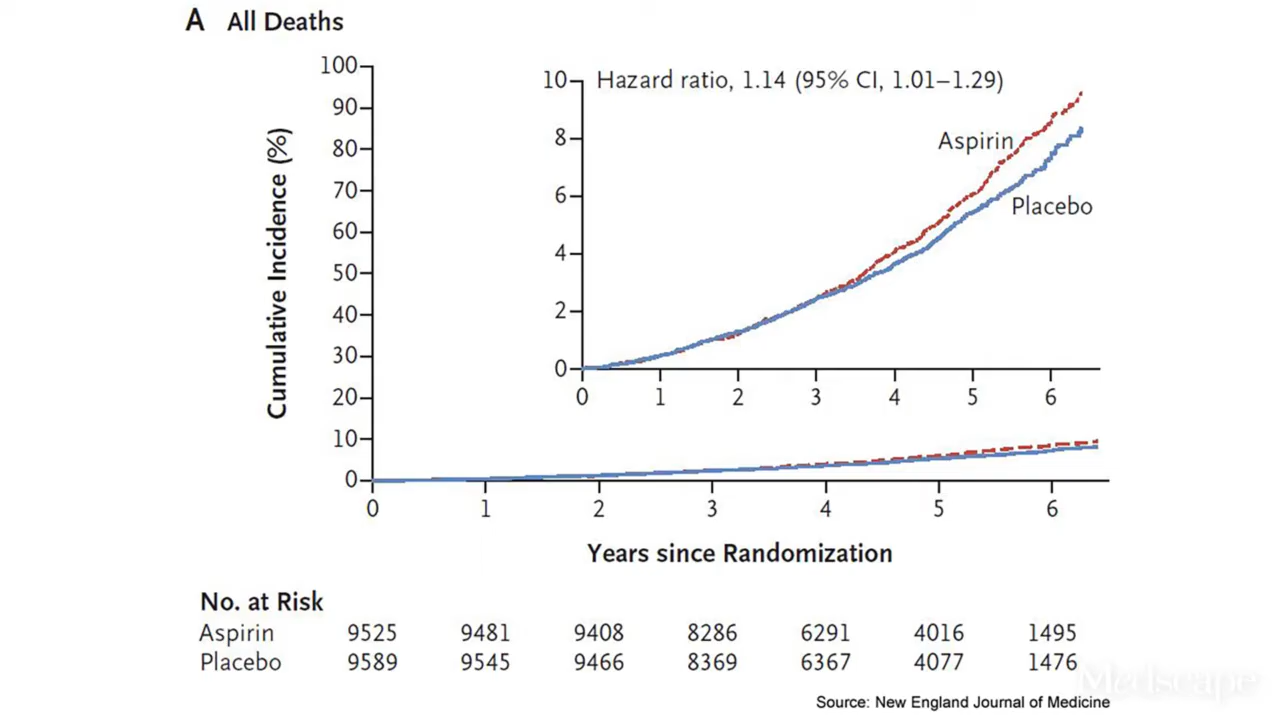 A All Deaths
Cumulative Incidence (%)
100
90
80
70
60
50
40
30
20
10
0
0 1 2 3 4 5 6
Years since Randomization
Hazard ratio, 1.14 (95% CI, 1.01–1.29)
10
8
6
4
2
0
0 1 2 3 4 5 6
Aspirin
Placebo
No. at Risk
Aspirin 9525 9481 9408 8286 6291 4016 1495
Placebo 9589 9545 9466 8369 6367 4077 1476
Medscape
Source: New England Journal of Medicine